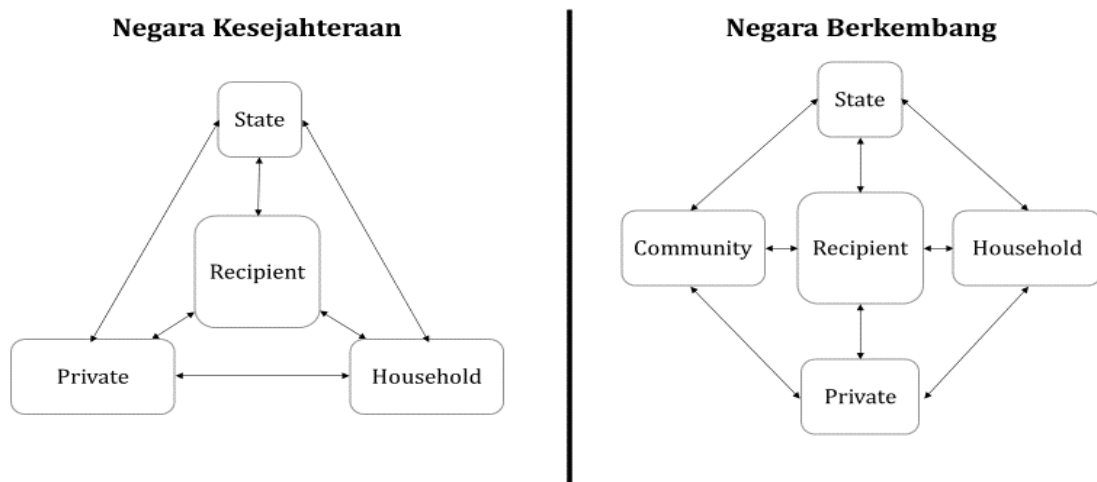 Negara Kesejahteraan
State
Recipient
Private
Household
Negara Berkembang
State
Community
Recipient
Household
Private